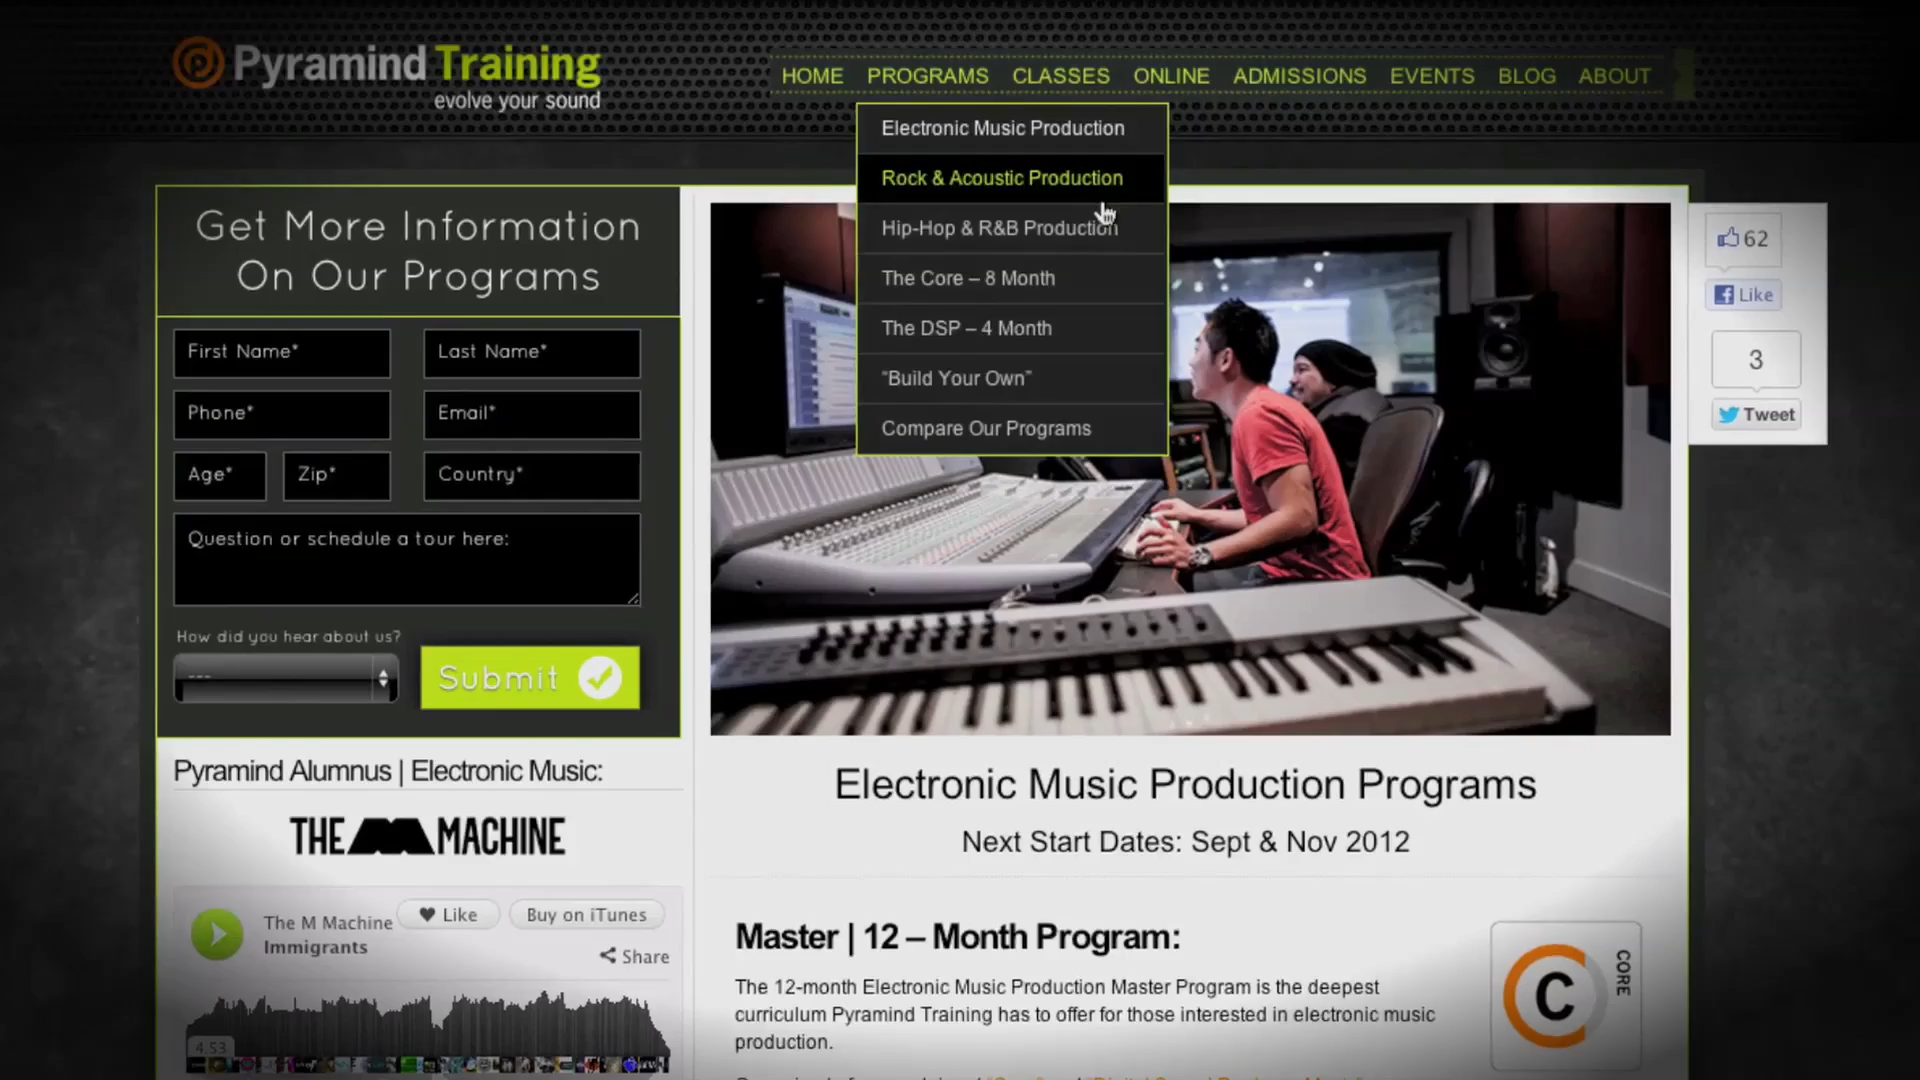 Pyramind Training
evolve your sound
HOME PROGRAMS CLASSES ONLINE ADMISSIONS EVENTS BLOG ABOUT
Electronic Music Production
Rock & Acoustic Production
Hip-Hop & R&B Production
The Core – 8 Month
The DSP – 4 Month
“Build Your Own”
Compare Our Programs
Get More Information
On Our Programs
First Name* Last Name*
Phone* Email*
Age* Zip* Country*
Question or schedule a tour here:
How did you hear about us?
---
Submit
62
Like
3
Tweet
Pyramind Alumnus | Electronic Music:
THE M MACHINE
The M Machine
Immigrants
Like
Buy on iTunes
Share
4.53
Electronic Music Production Programs
Next Start Dates: Sept & Nov 2012
Master | 12 – Month Program:
The 12-month Electronic Music Production Master Program is the deepest
curriculum Pyramind Training has to offer for those interested in electronic music
production.
C CORE